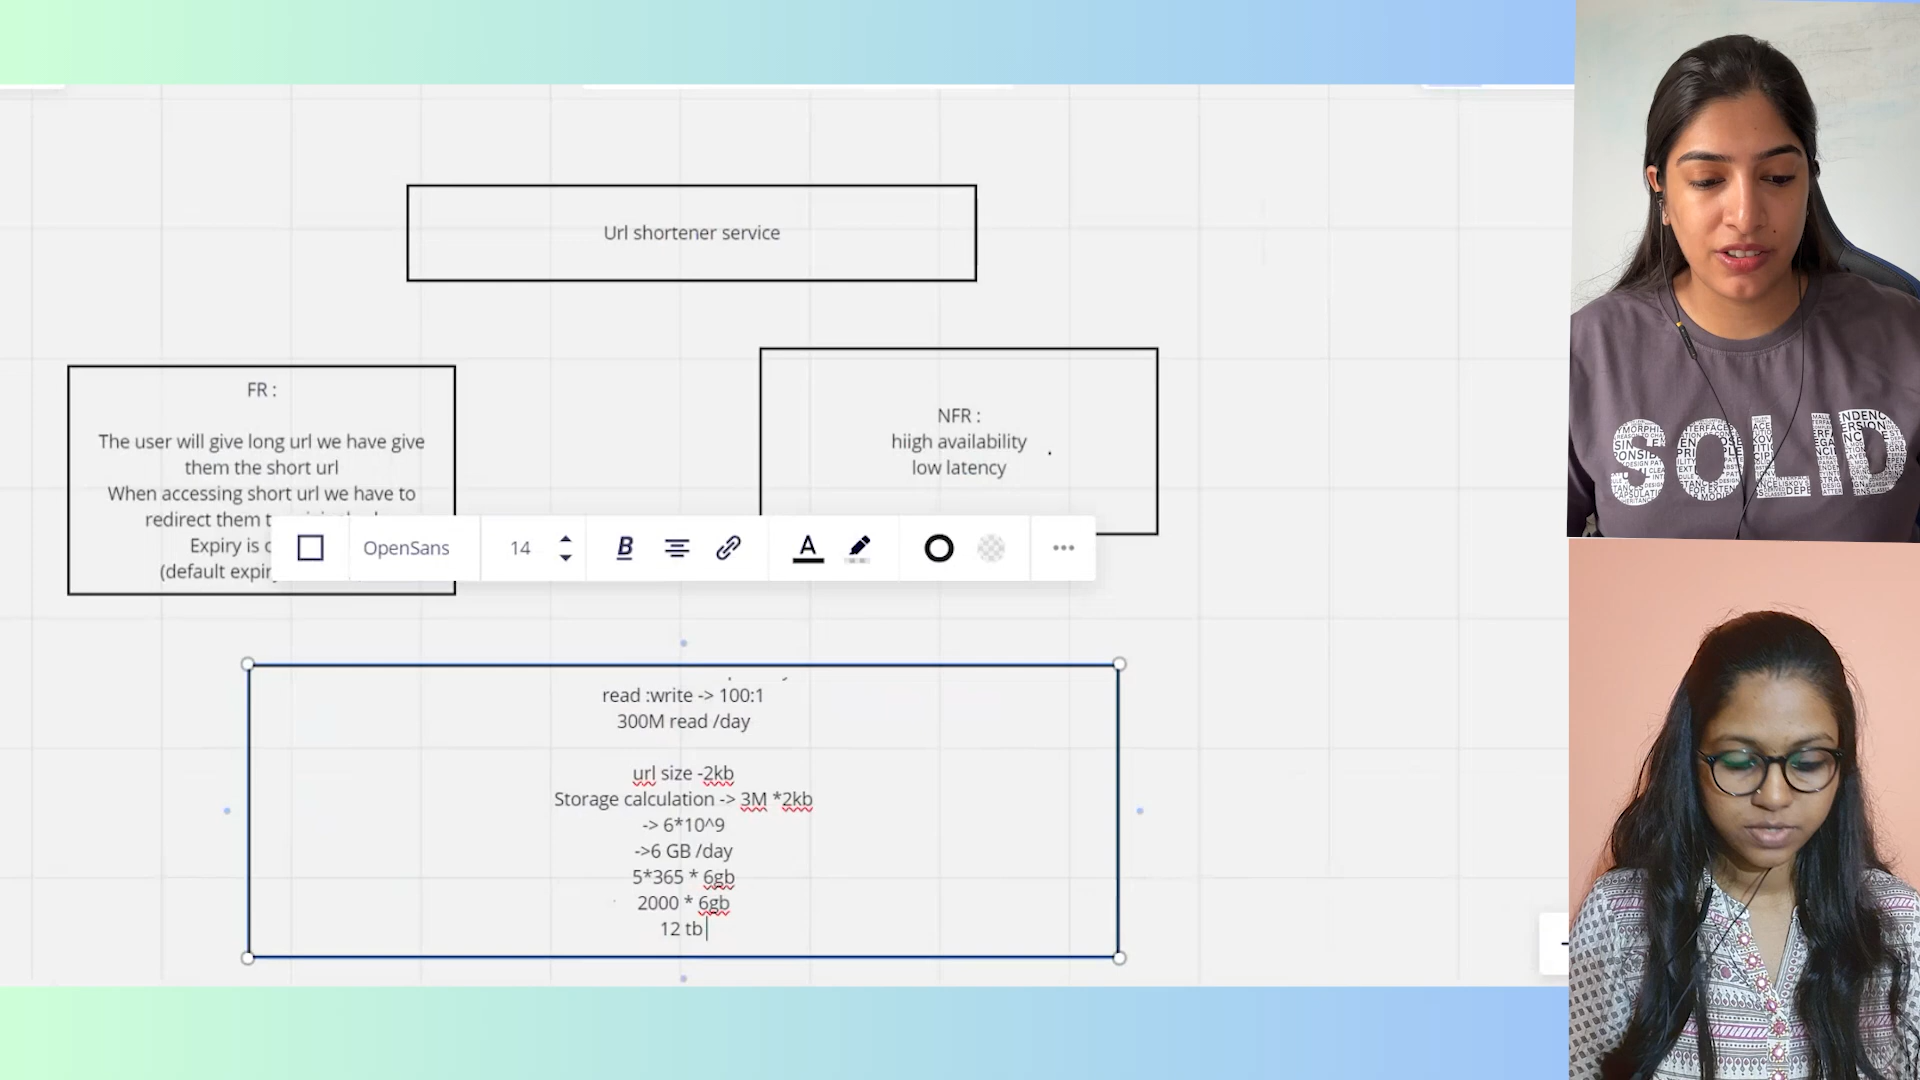 Url shortener service
FR :
The user will give long url we have give
them the short url
When accessing short url we have to
redirect them
Expiry is
(default
NFR :
hiigh availability
low latency
OpenSans
14
B
A
read :write -> 100:1
300M read /day
url size -2kb
Storage calculation -> 3M *2kb
-> 6*10^9
->6 GB /day
5*365 * 6gb
2000 * 6gb
12 tb
SOLID